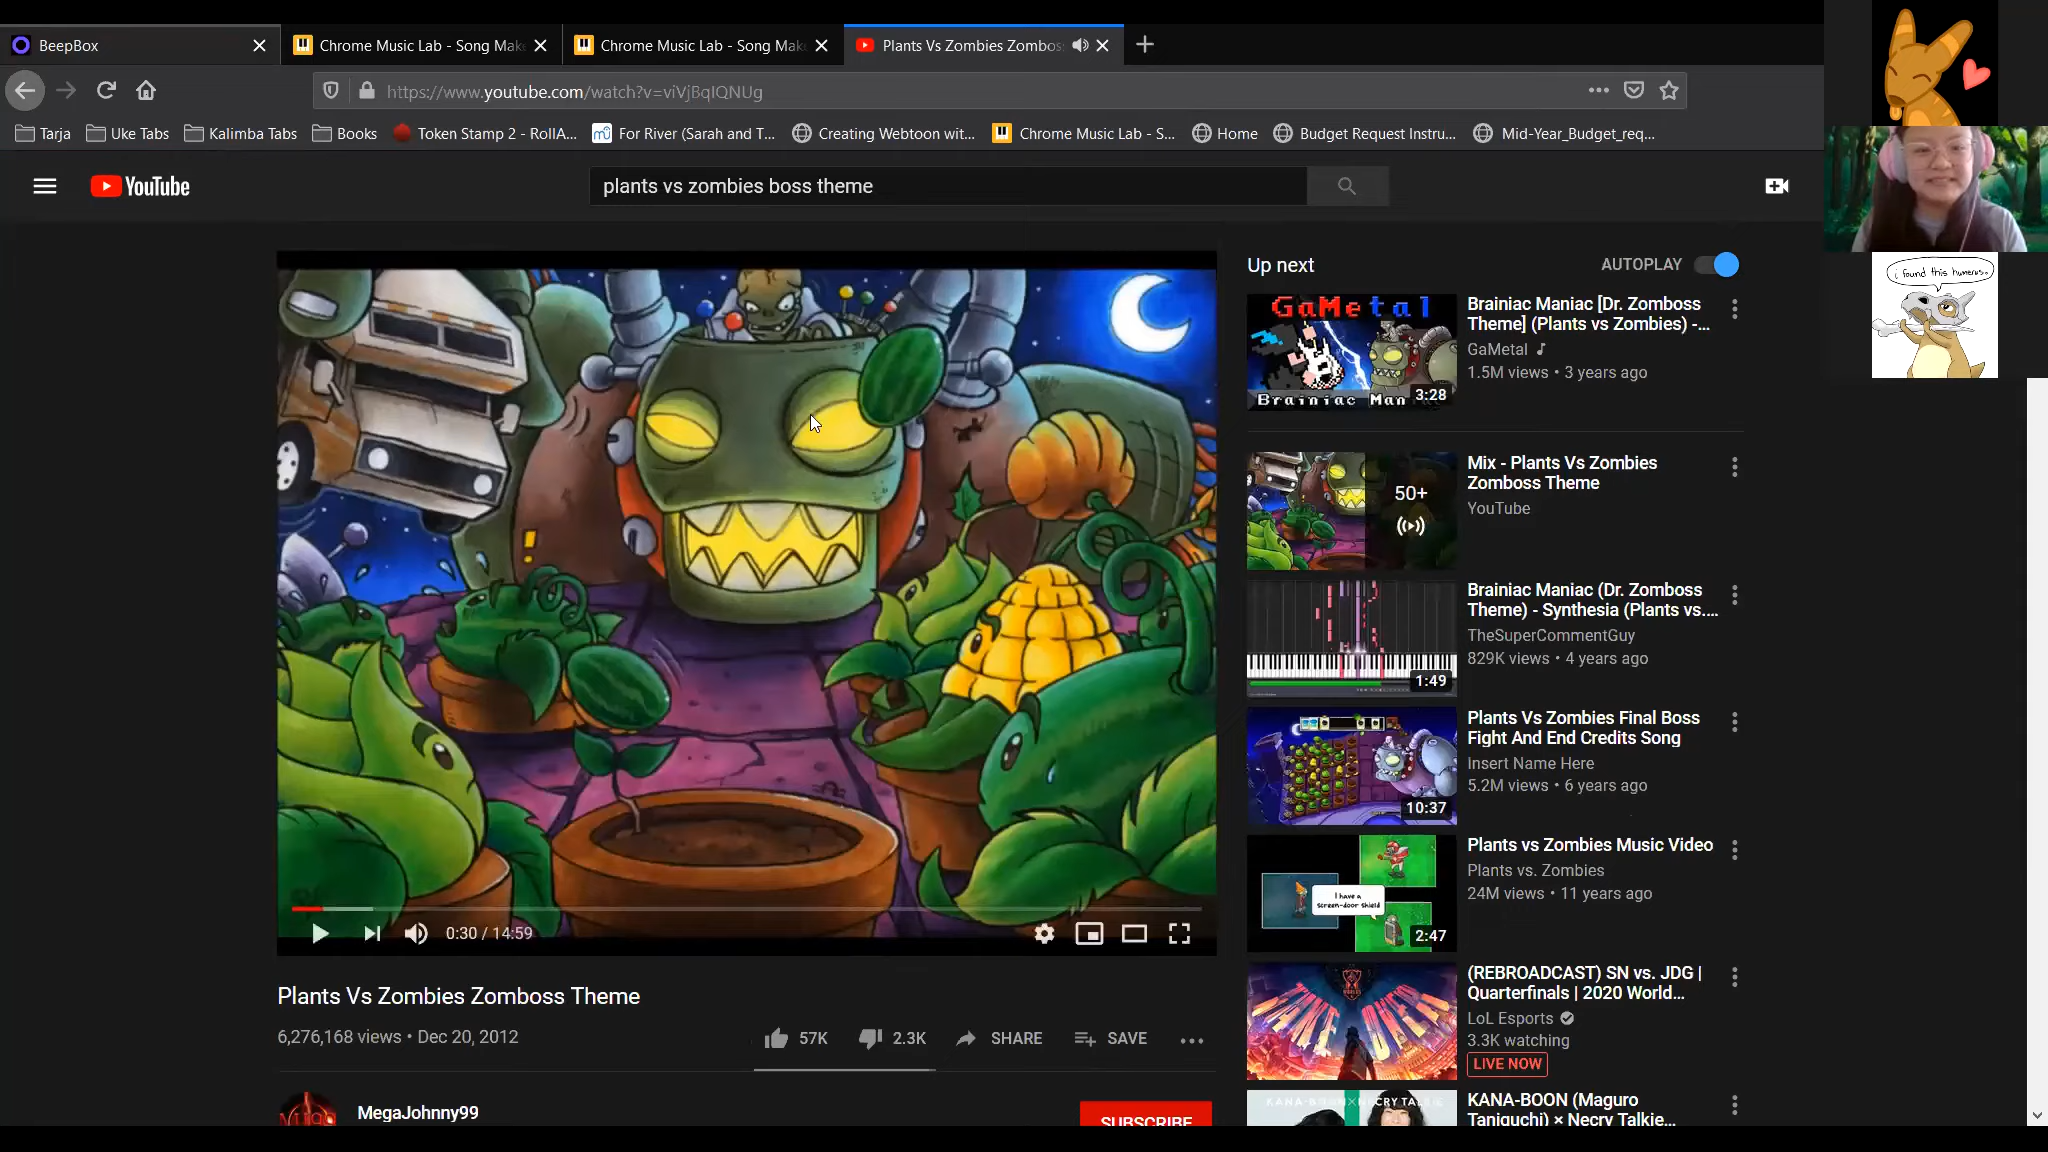 BeepBox
Chrome Music Lab - Song Mak
Chrome Music Lab - Song Mak
Plants Vs Zombies Zombos
https://www.youtube.com/watch?v=viVjBqIQNUg
Tarja
Uke Tabs
Kalimba Tabs
Books
Token Stamp 2 - RollA...
For River (Sarah and T...
Creating Webtoon wit...
Chrome Music Lab - S...
Home
Budget Request Instru...
Mid-Year_Budget_req...
YouTube
plants vs zombies boss theme
i found this humerus.
0:30 / 14:59
Plants Vs Zombies Zomboss Theme
6,276,168 views • Dec 20, 2012
57K
2.3K
SHARE
SAVE
MegaJohnny99
SUBSCRIBE
Up next
AUTOPLAY
GaMetal
Brainiac Man
3:28
Brainiac Maniac [Dr. Zomboss
Theme] (Plants vs Zombies) -...
GaMetal
1.5M views • 3 years ago
50+
Mix - Plants Vs Zombies
Zomboss Theme
YouTube
1:49
Brainiac Maniac (Dr. Zomboss
Theme) - Synthesia (Plants vs....
TheSuperCommentGuy
829K views • 4 years ago
10:37
Plants Vs Zombies Final Boss
Fight And End Credits Song
Insert Name Here
5.2M views • 6 years ago
I have a
screen-door shield
2:47
Plants vs Zombies Music Video
Plants vs. Zombies
24M views • 11 years ago
(REBROADCAST) SN vs. JDG |
Quarterfinals | 2020 World...
LoL Esports
3.3K watching
LIVE NOW
KANA-BOON (Maguro
Taniguchi) × Necry Talkie...